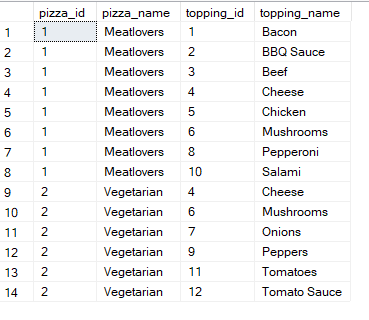 pizza_id pizza_name topping_id topping_name
1 1 Meatlovers 1 Bacon
2 1 Meatlovers 2 BBQ Sauce
3 1 Meatlovers 3 Beef
4 1 Meatlovers 4 Cheese
5 1 Meatlovers 5 Chicken
6 1 Meatlovers 6 Mushrooms
7 1 Meatlovers 8 Pepperoni
8 1 Meatlovers 10 Salami
9 2 Vegetarian 4 Cheese
10 2 Vegetarian 6 Mushrooms
11 2 Vegetarian 7 Onions
12 2 Vegetarian 9 Peppers
13 2 Vegetarian 11 Tomatoes
14 2 Vegetarian 12 Tomato Sauce